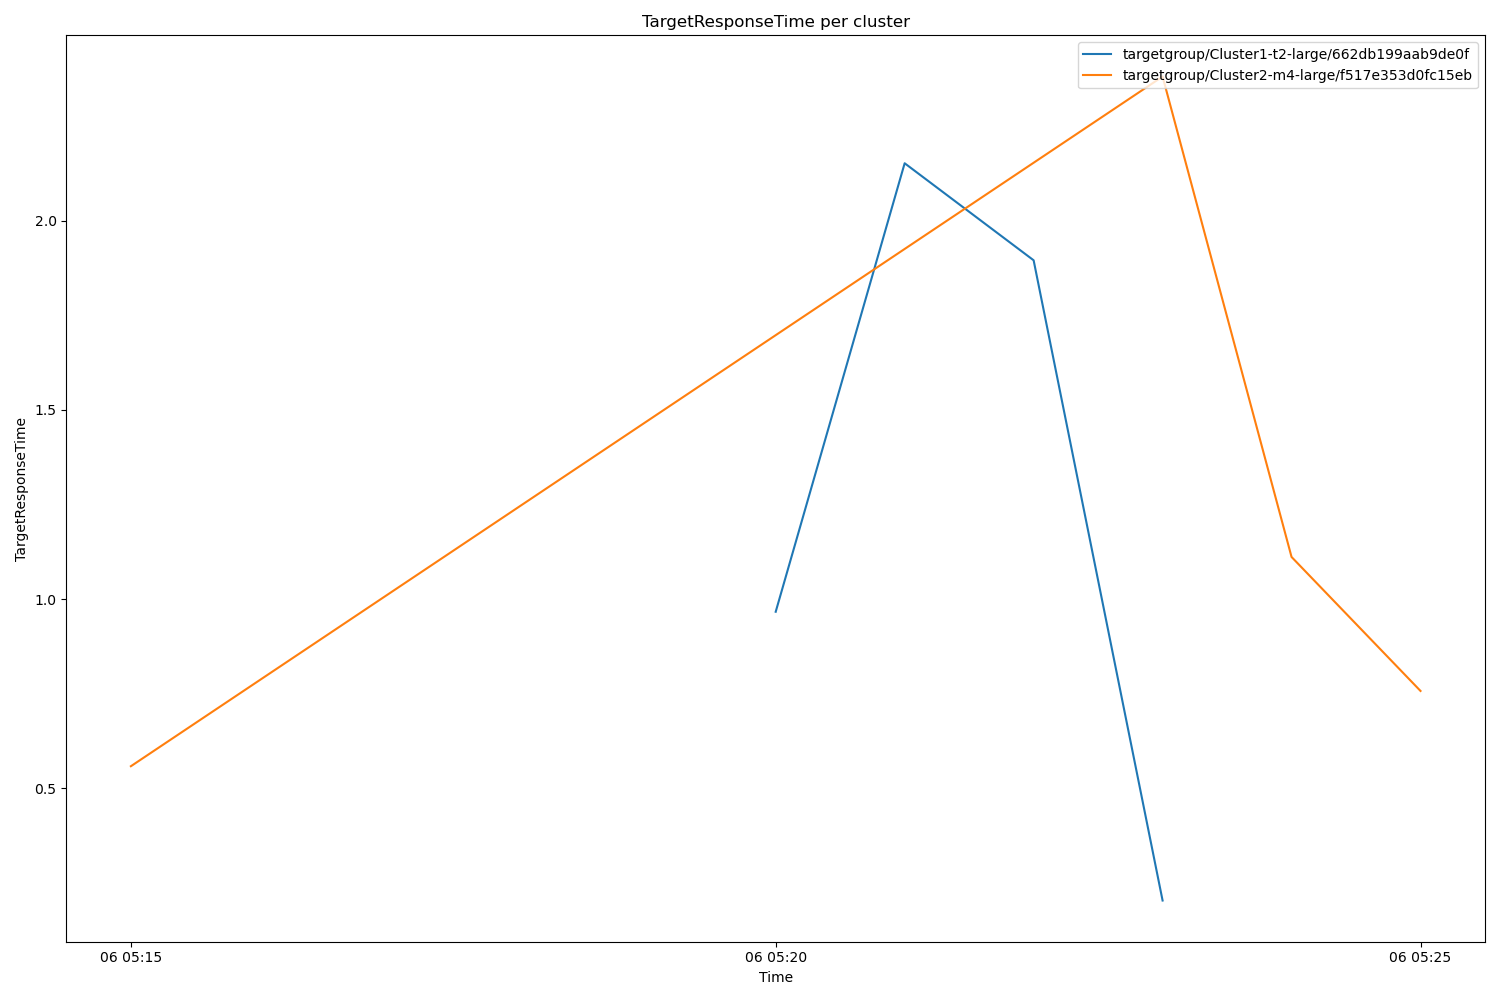 TargetResponseTime per cluster
targetgroup/Cluster1-t2-large/662db199aab9de0f
targetgroup/Cluster2-m4-large/f517e353d0fc15eb
TargetResponseTime
2.0
1.5
1.0
0.5
06 05:15
06 05:20
06 05:25
Time